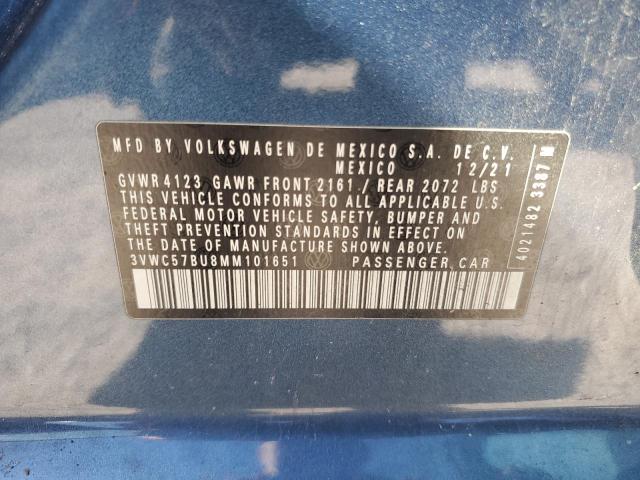 MFD BY VOLKSWAGEN DE MEXICO S.A. DE C.V.
MEXICO 12/21
GVWR 4123 GAWR FRONT 2161 / REAR 2072 LBS
THIS VEHICLE CONFORMS TO ALL APPLICABLE U.S.
FEDERAL MOTOR VEHICLE SAFETY, BUMPER AND
THEFT PREVENTION STANDARDS IN EFFECT ON
THE DATE OF MANUFACTURE SHOWN ABOVE.
3VWC57BU8MM101651 PASSENGER CAR
4021482 3387 M